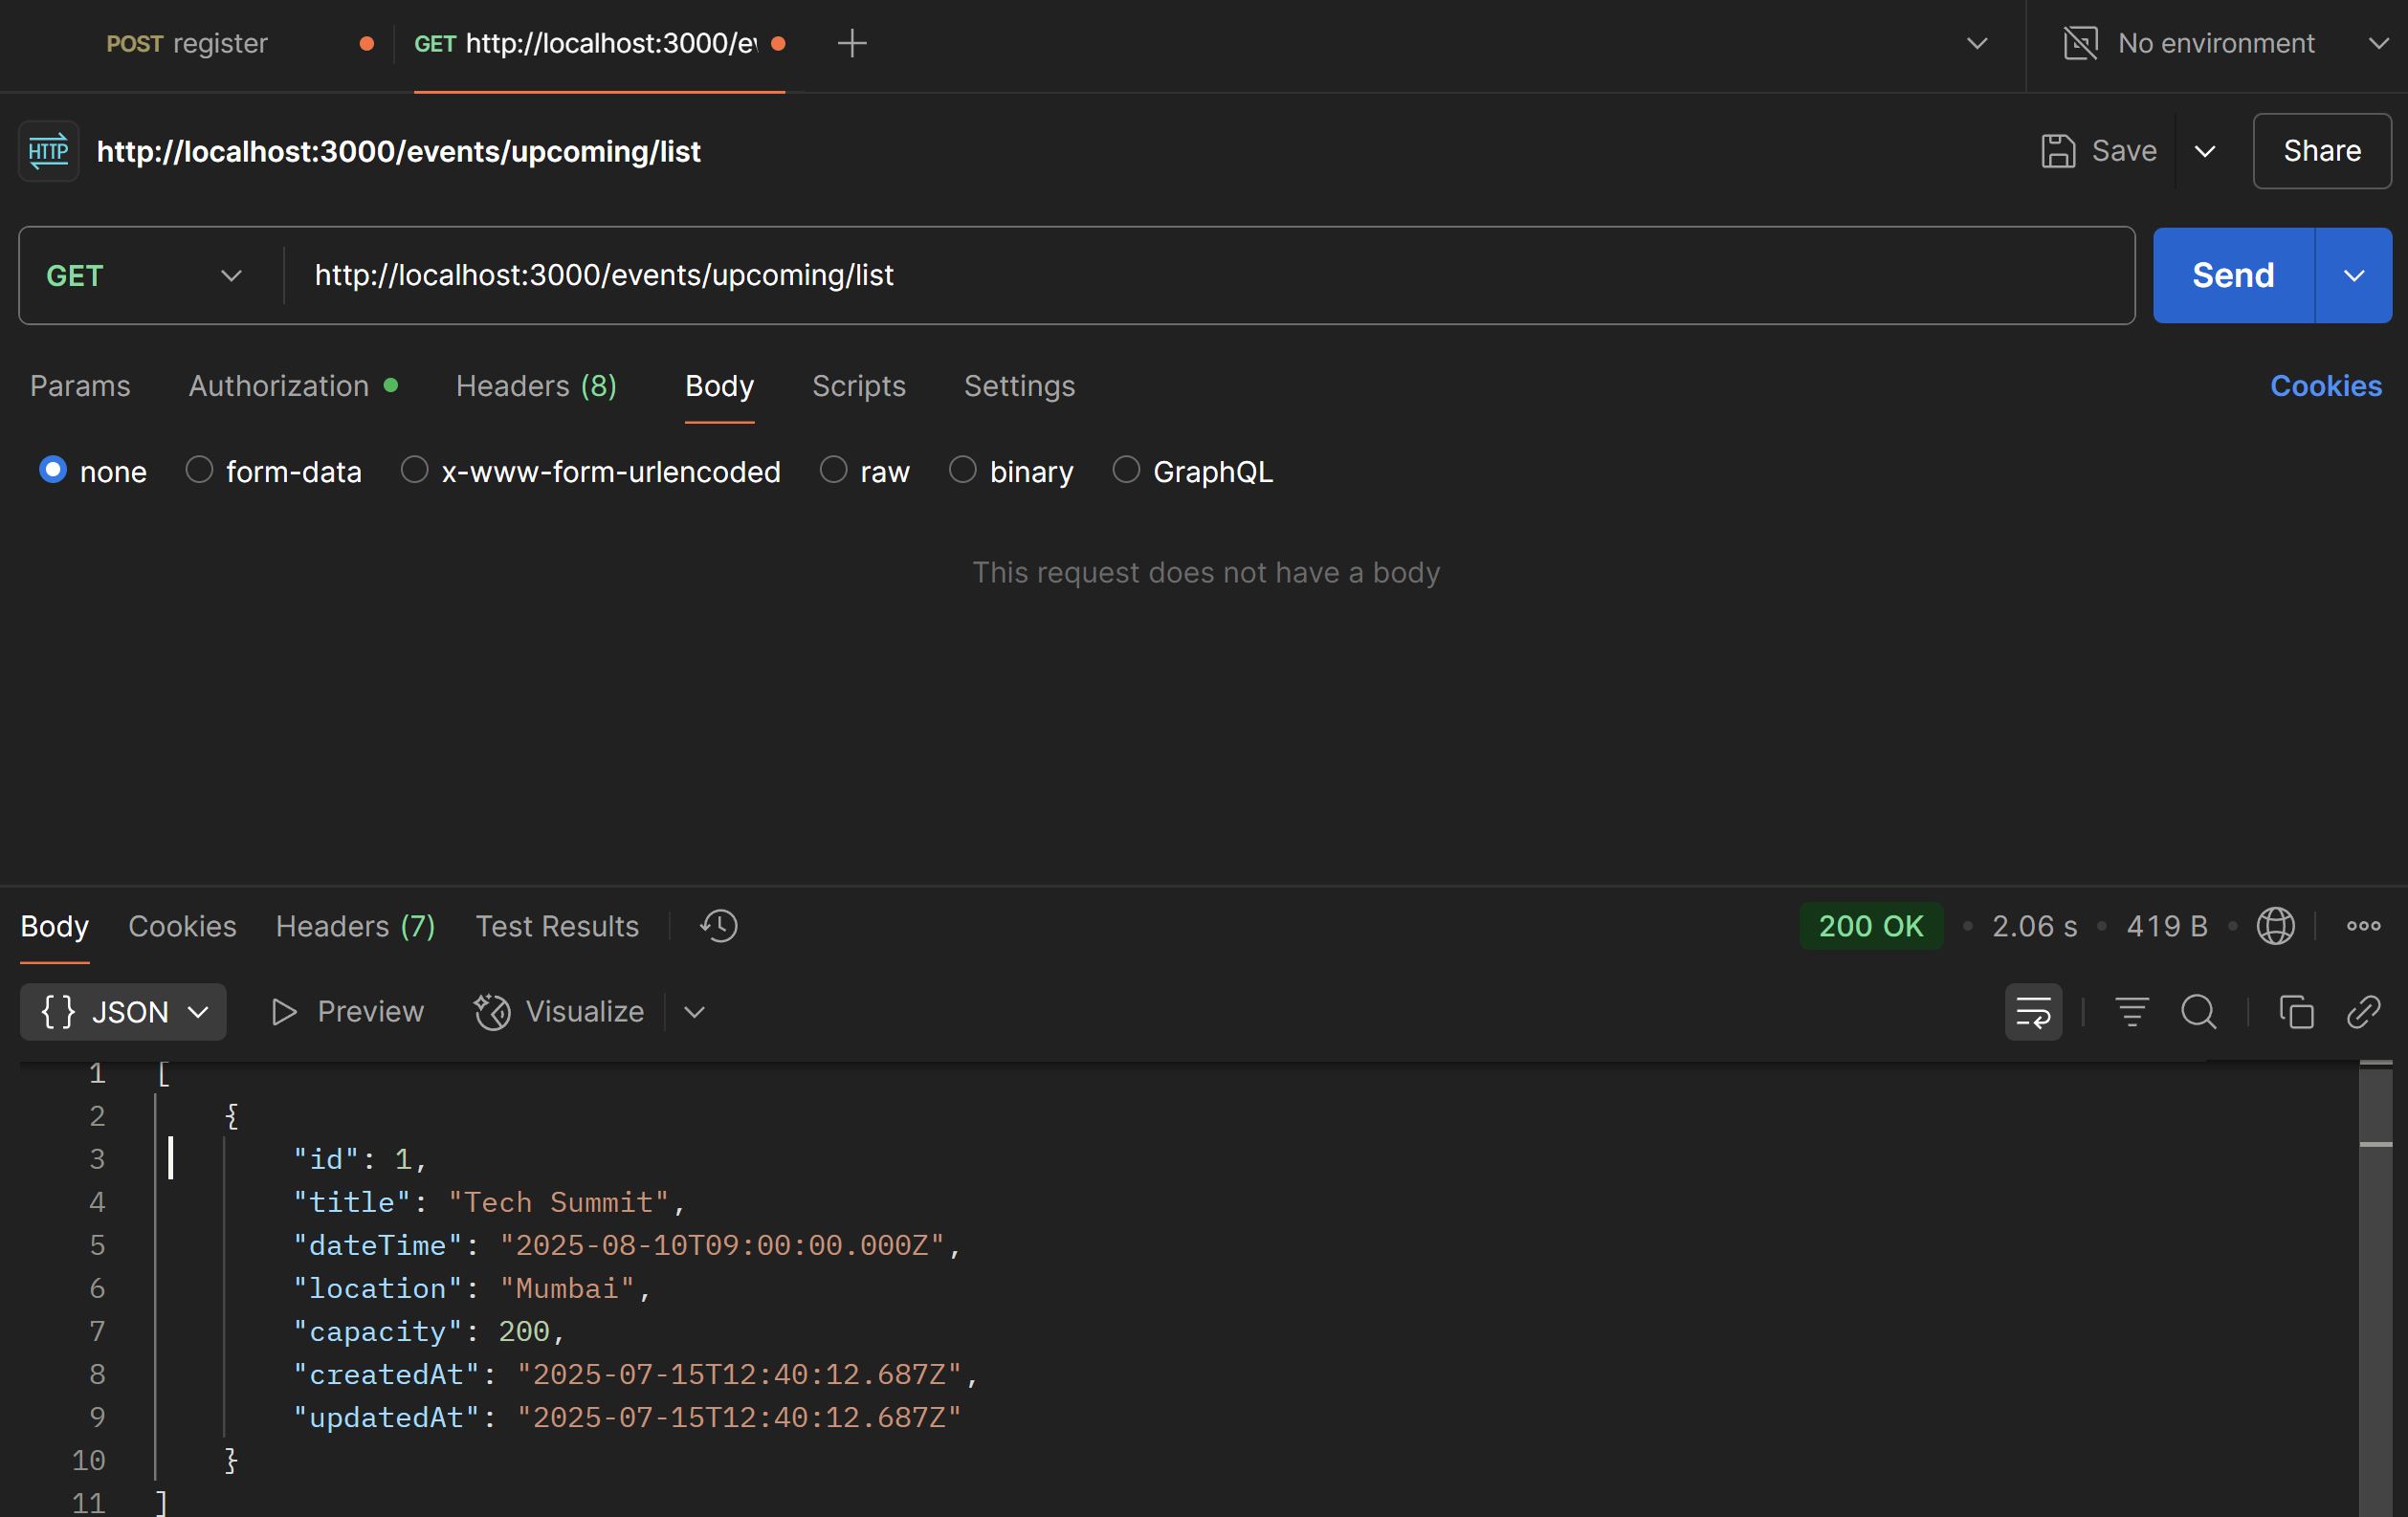 POST register
GET http://localhost:3000/ev
No environment
HTTP http://localhost:3000/events/upcoming/list
Save
Share
GET http://localhost:3000/events/upcoming/list
Send
Params Authorization Headers (8) Body Scripts Settings Cookies
none form-data x-www-form-urlencoded raw binary GraphQL
This request does not have a body
Body Cookies Headers (7) Test Results 200 OK • 2.06 s • 419 B
{} JSON Preview Visualize
1 [
2 {
3 "id": 1,
4 "title": "Tech Summit",
5 "dateTime": "2025-08-10T09:00:00.000Z",
6 "location": "Mumbai",
7 "capacity": 200,
8 "createdAt": "2025-07-15T12:40:12.687Z",
9 "updatedAt": "2025-07-15T12:40:12.687Z"
10 }
11 ]